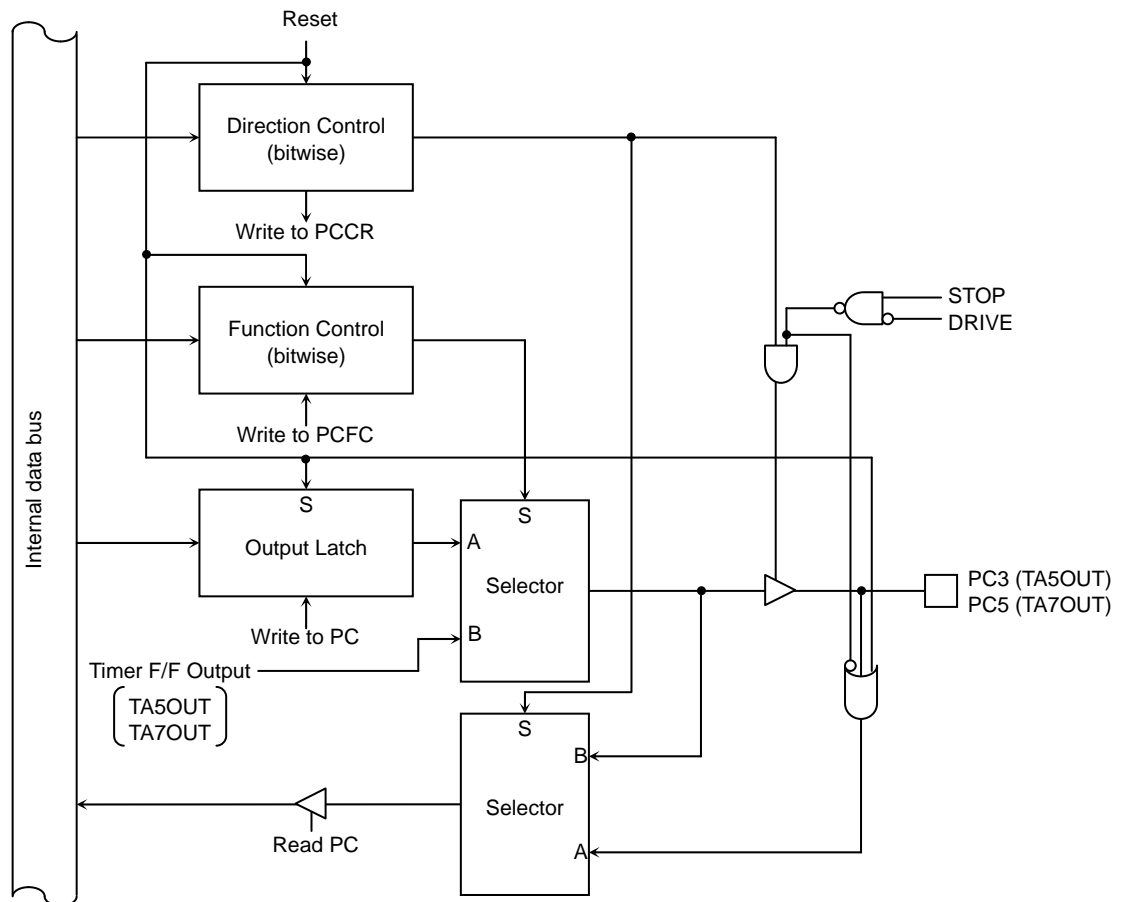 Reset
Direction Control
(bitwise)
Write to PCCR
Function Control
(bitwise)
Write to PCFC
STOP
DRIVE
Internal data bus
S
Output Latch
Write to PC
S
A
Selector
B
Timer F/F Output
TA5OUT
TA7OUT
PC3 (TA5OUT)
PC5 (TA7OUT)
S
B
Selector
A
Read PC